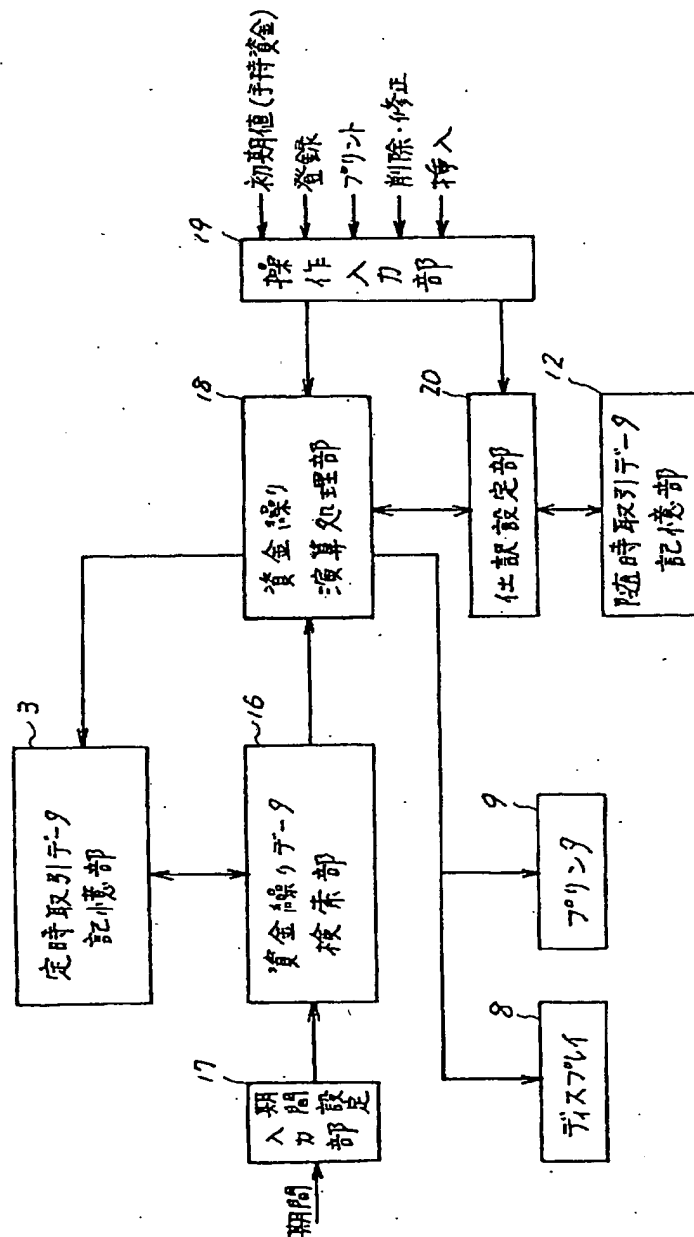 3
定時取引データ
記憶部
17
期間設定
入力部
期間
16
資金繰りデータ
検索部
18
資金繰り
演算処理部
19
操作入力部
初期値(手持資金)
登録
プリント
削除・修正
挿入
20
仕訳設定部
12
随時取引データ
記憶部
8
ディスプレイ
9
プリンタ